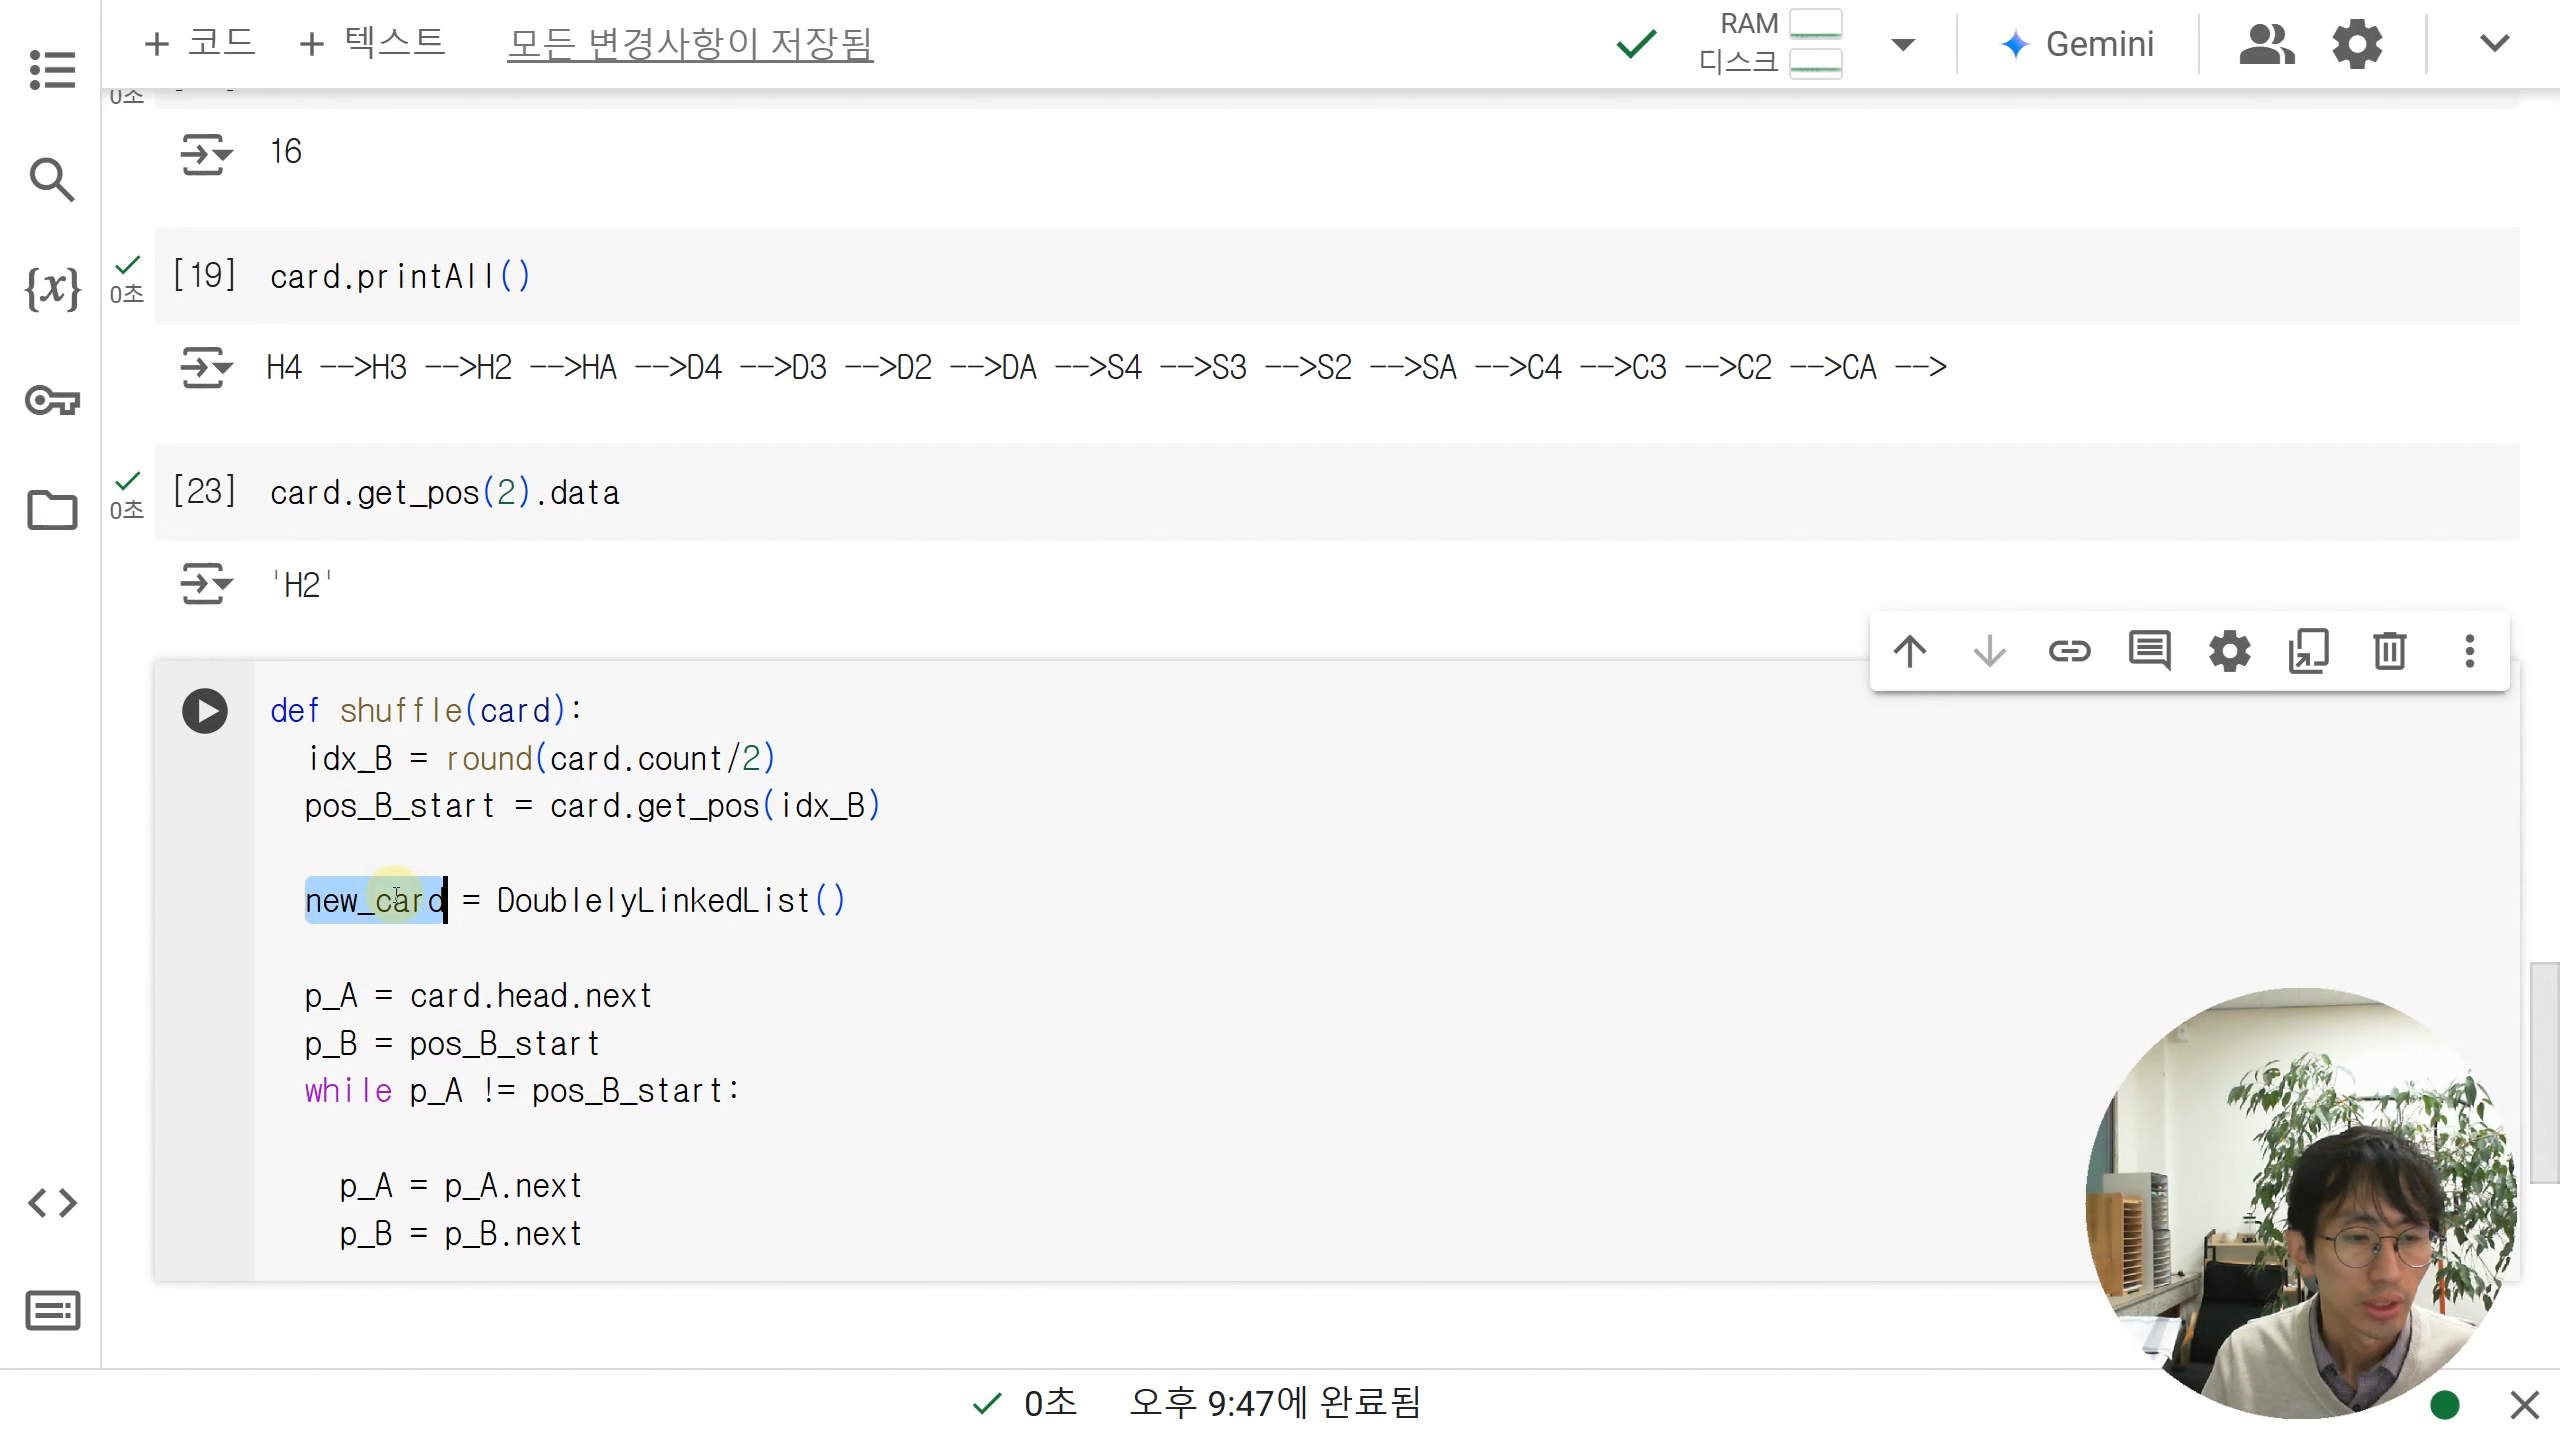 + 코드 + 텍스트 모든 변경사항이 저장됨 RAM 디스크 Gemini
0초
16
[19] card.printAll()
0초
H4 -->H3 -->H2 -->HA -->D4 -->D3 -->D2 -->DA -->S4 -->S3 -->S2 -->SA -->C4 -->C3 -->C2 -->CA -->
[23] card.get_pos(2).data
0초
'H2'
def shuffle(card):
idx_B = round(card.count/2)
pos_B_start = card.get_pos(idx_B)
new_card = DoublelyLinkedList()
p_A = card.head.next
p_B = pos_B_start
while p_A != pos_B_start:
p_A = p_A.next
p_B = p_B.next
0초 오후 9:47에 완료됨